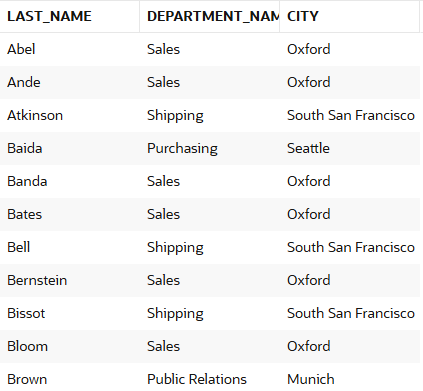 LAST_NAME DEPARTMENT_NAM CITY
Abel Sales Oxford
Ande Sales Oxford
Atkinson Shipping South San Francisco
Baida Purchasing Seattle
Banda Sales Oxford
Bates Sales Oxford
Bell Shipping South San Francisco
Bernstein Sales Oxford
Bissot Shipping South San Francisco
Bloom Sales Oxford
Brown Public Relations Munich